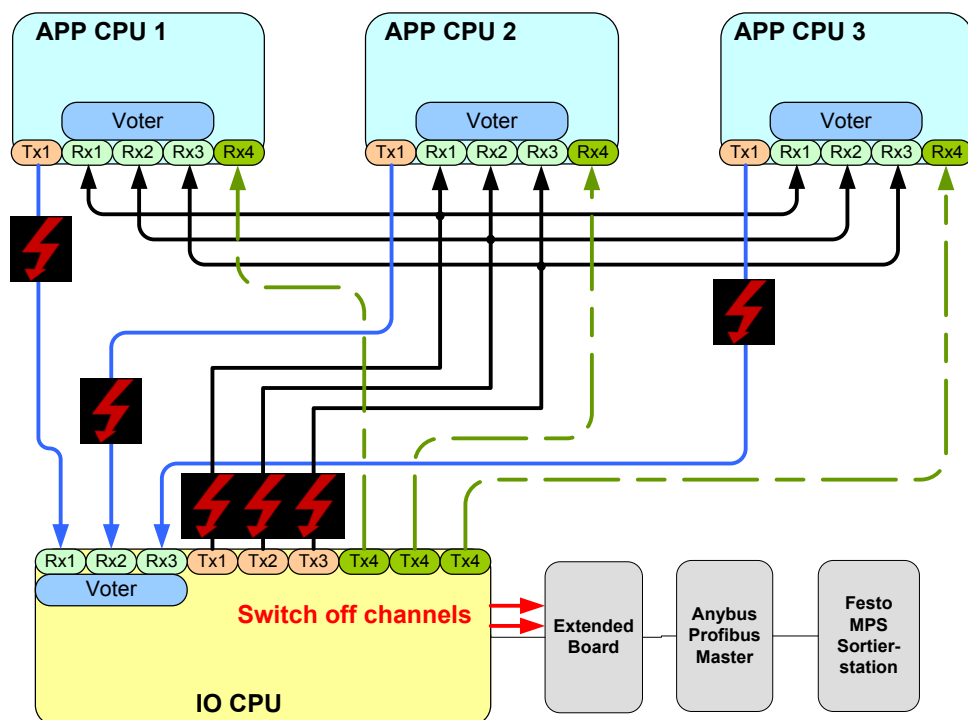 APP CPU 1
APP CPU 2
APP CPU 3
Voter
Voter
Voter
Tx1 Rx1 Rx2 Rx3 Rx4
Tx1 Rx1 Rx2 Rx3 Rx4
Tx1 Rx1 Rx2 Rx3 Rx4
Rx1 Rx2 Rx3 Tx1 Tx2 Tx3 Tx4 Tx4 Tx4
Voter
Switch off channels
IO CPU
Extended
Board
Anybus
Profibus
Master
Festo
MPS
Sortier-
station